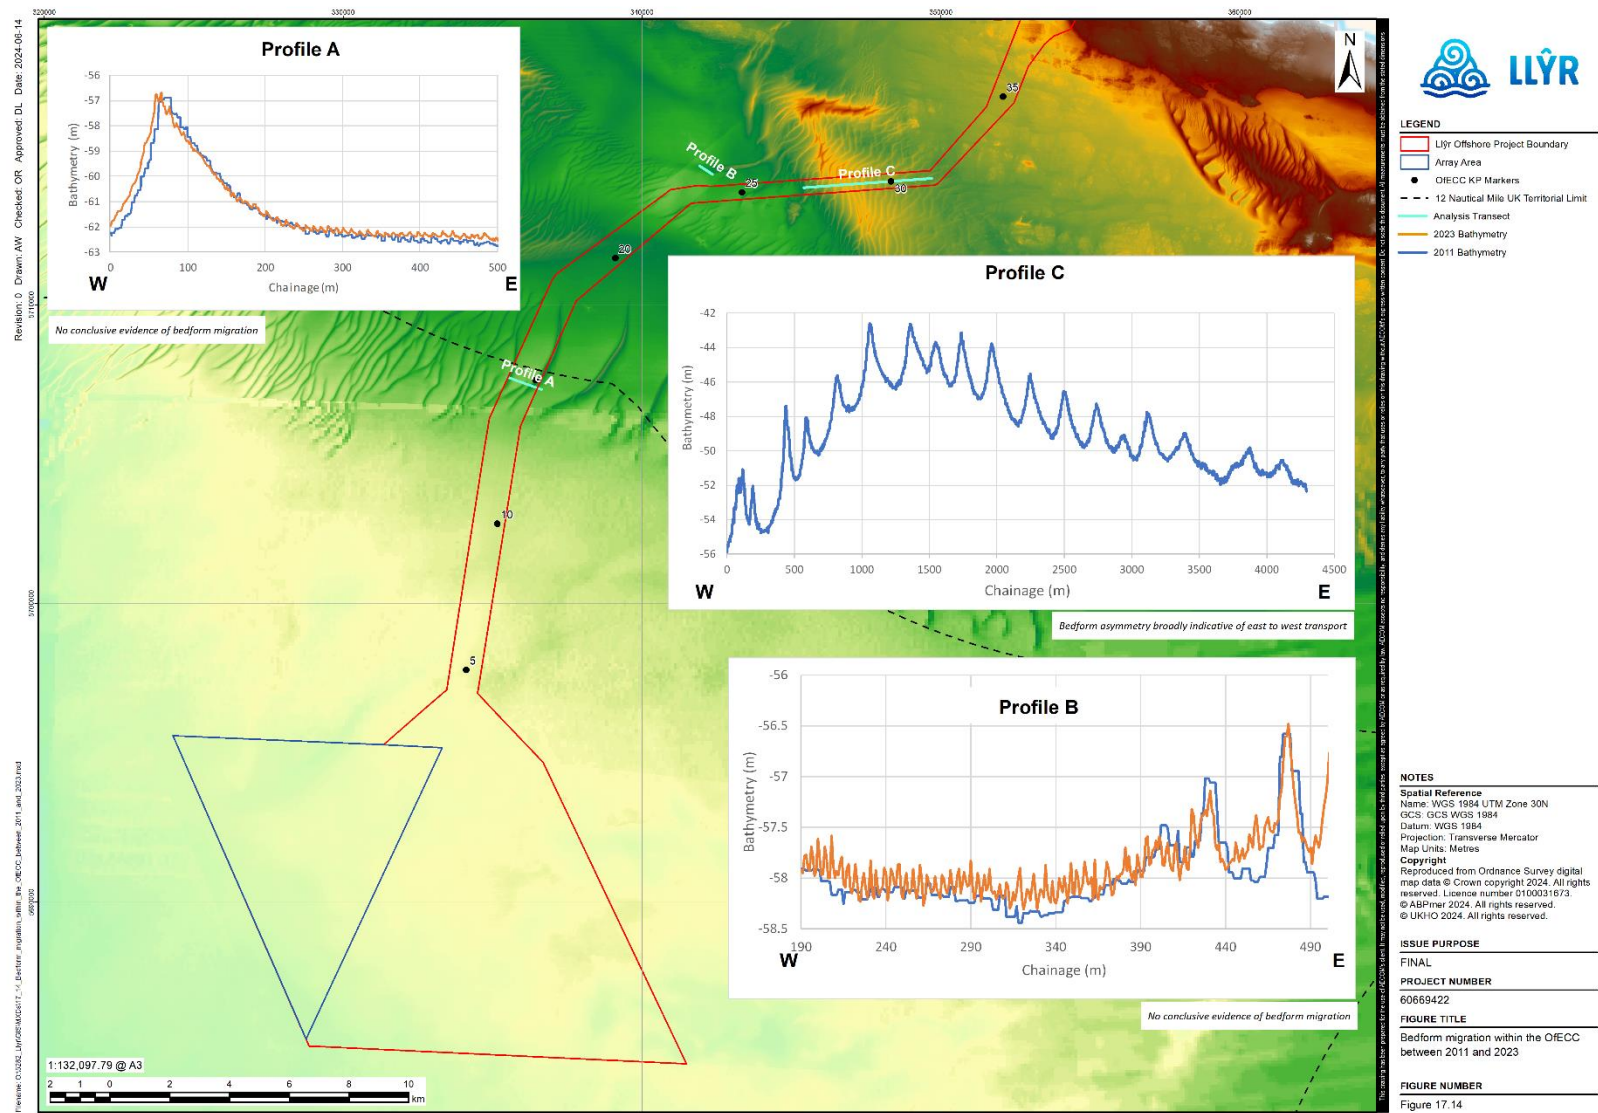 320000
330000
340000
350000
360000
Revision: 0 Drawn: AW Checked: OR Approved: DL Date: 2024-06-14
5710000
5700000
5690000
Profile A
-56
-57
-58
-59
-60
-61
-62
-63
Bathymetry (m)
0
100
200
300
400
500
W
Chainage (m)
E
No conclusive evidence of bedform migration
N
35
Profile B
25
Profile C
30
20
Profile A
10
5
Profile C
-42
-44
-46
-48
-50
-52
-54
-56
Bathymetry (m)
0
500
1000
1500
2000
2500
3000
3500
4000
4500
W
Chainage (m)
E
Bedform asymmetry broadly indicative of east to west transport
Profile B
-56
-56.5
-57
-57.5
-58
-58.5
Bathymetry (m)
190
240
290
340
390
440
490
W
Chainage (m)
E
No conclusive evidence of bedform migration
1:132,097.79 @ A3
2 1 0 2 4 6 8 10
km
LLŶR
LEGEND
Llŷr Offshore Project Boundary
Array Area
OfECC KP Markers
12 Nautical Mile UK Territorial Limit
Analysis Transect
2023 Bathymetry
2011 Bathymetry
NOTES
Spatial Reference
Name: WGS 1984 UTM Zone 30N
GCS: GCS WGS 1984
Datum: WGS 1984
Projection: Transverse Mercator
Map Units: Metres
Copyright
Reproduced from Ordnance Survey digital
map data © Crown copyright 2024. All rights
reserved. Licence number 0100031673.
© ABPmer 2024. All rights reserved.
© UKHO 2024. All rights reserved.
ISSUE PURPOSE
FINAL
PROJECT NUMBER
60669422
FIGURE TITLE
Bedform migration within the OfECC
between 2011 and 2023
FIGURE NUMBER
Figure 17.14